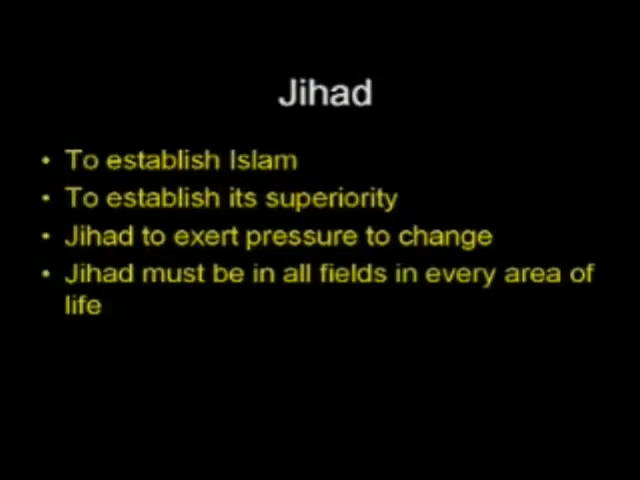 Jihad
• To establish Islam
• To establish its superiority
• Jihad to exert pressure to change
• Jihad must be in all fields in every area of
life